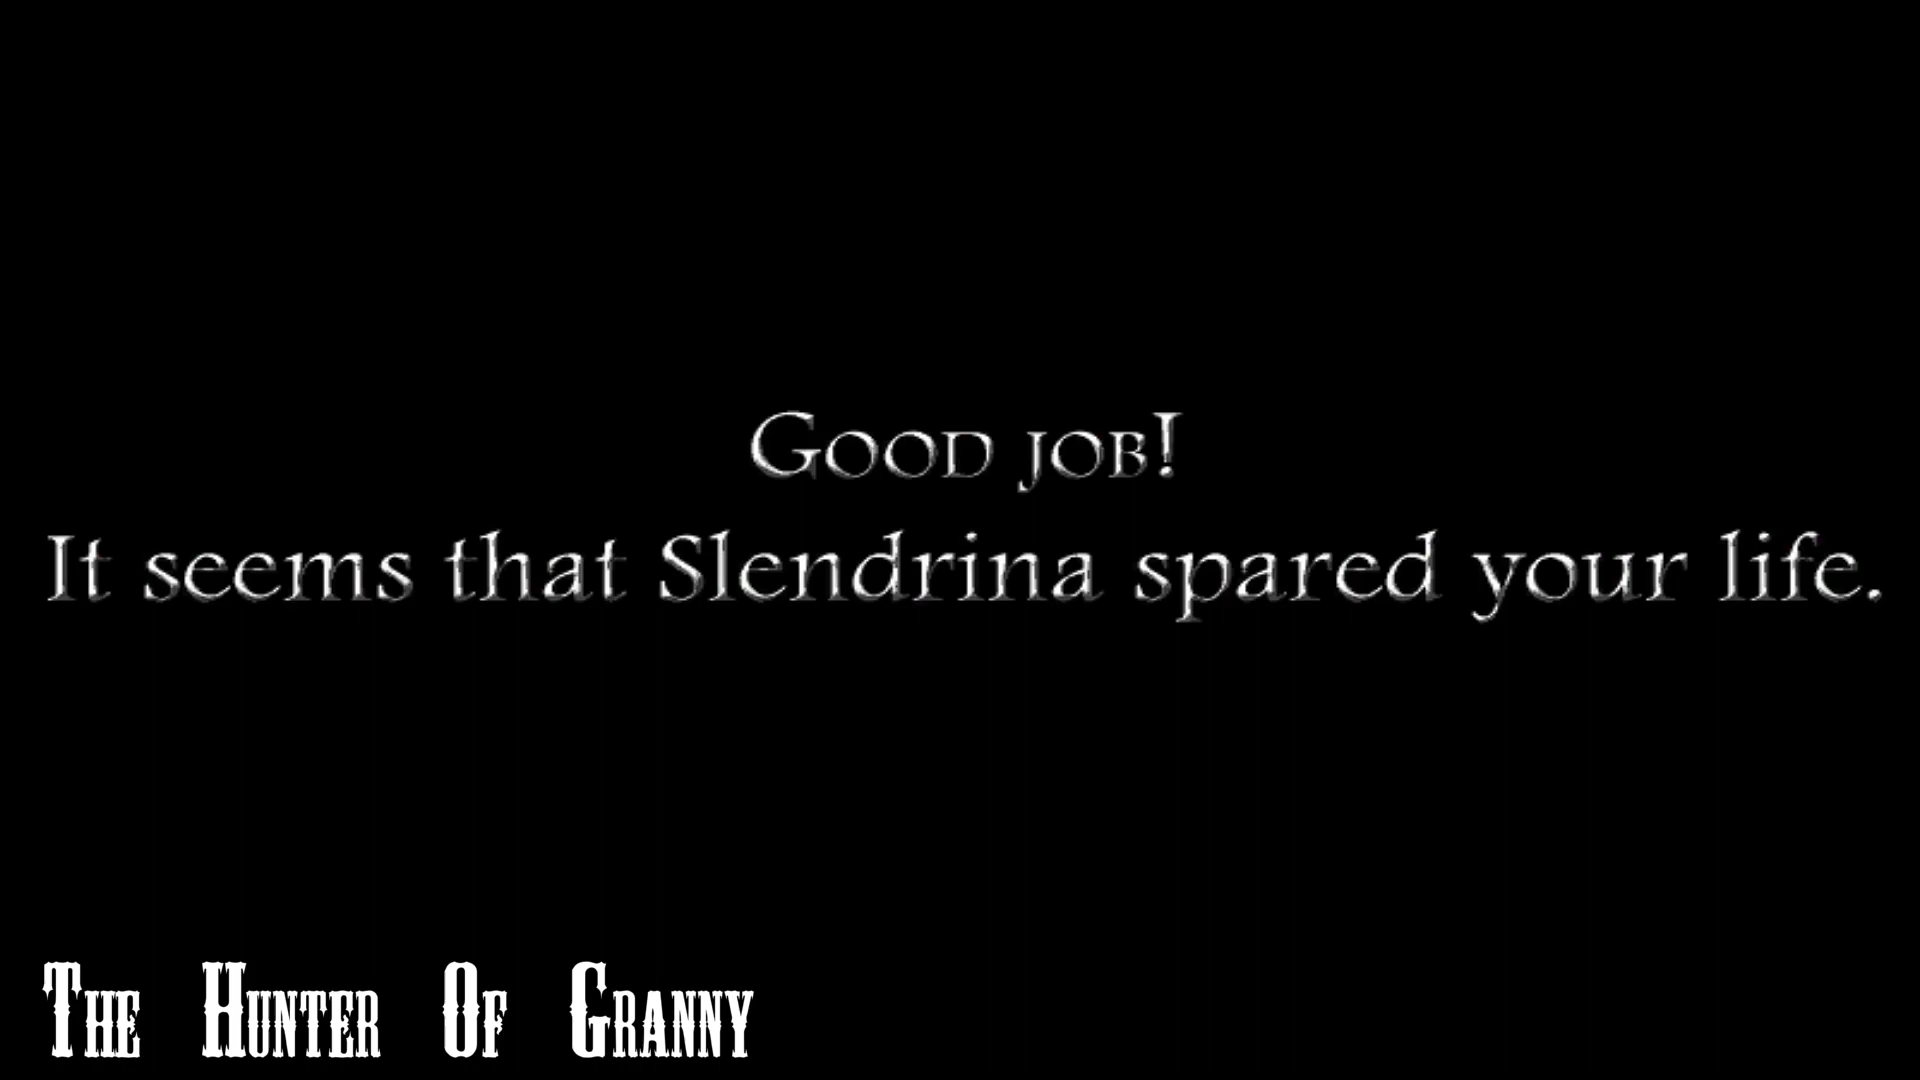 Good job!
It seems that Slendrina spared your life.
The Hunter Of Granny